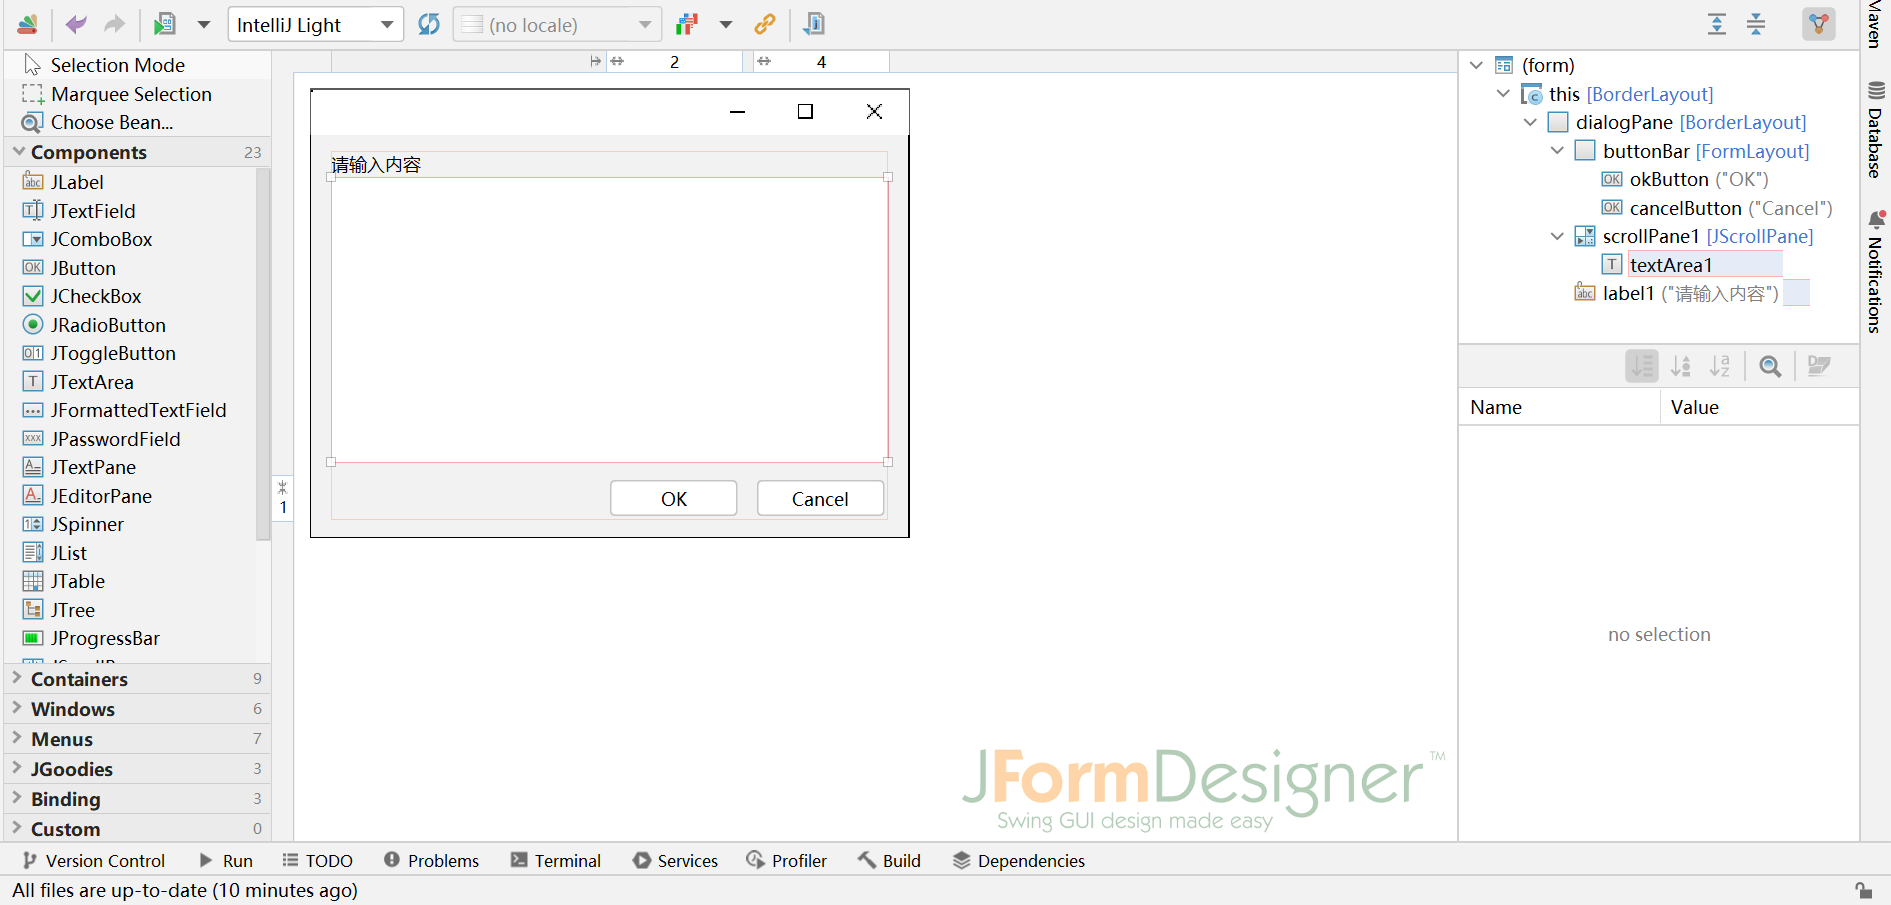 IntelliJ Light
(no locale)
Selection Mode
Marquee Selection
Choose Bean...
Components 23
JLabel
JTextField
JComboBox
JButton
JCheckBox
JRadioButton
JToggleButton
JTextArea
JFormattedTextField
JPasswordField
JTextPane
JEditorPane
JSpinner
JList
JTable
JTree
JProgressBar
Containers 9
Windows 6
Menus 7
JGoodies 3
Binding 3
Custom 0
2 4
1
请输入内容
OK Cancel
JFormDesigner™
Swing GUI design made easy
(form)
this [BorderLayout]
dialogPane [BorderLayout]
buttonBar [FormLayout]
okButton ("OK")
cancelButton ("Cancel")
scrollPane1 [JScrollPane]
textArea1
label1 ("请输入内容")
Name Value
no selection
Maven
Database
Notifications
Version Control Run TODO Problems Terminal Services Profiler Build Dependencies
All files are up-to-date (10 minutes ago)